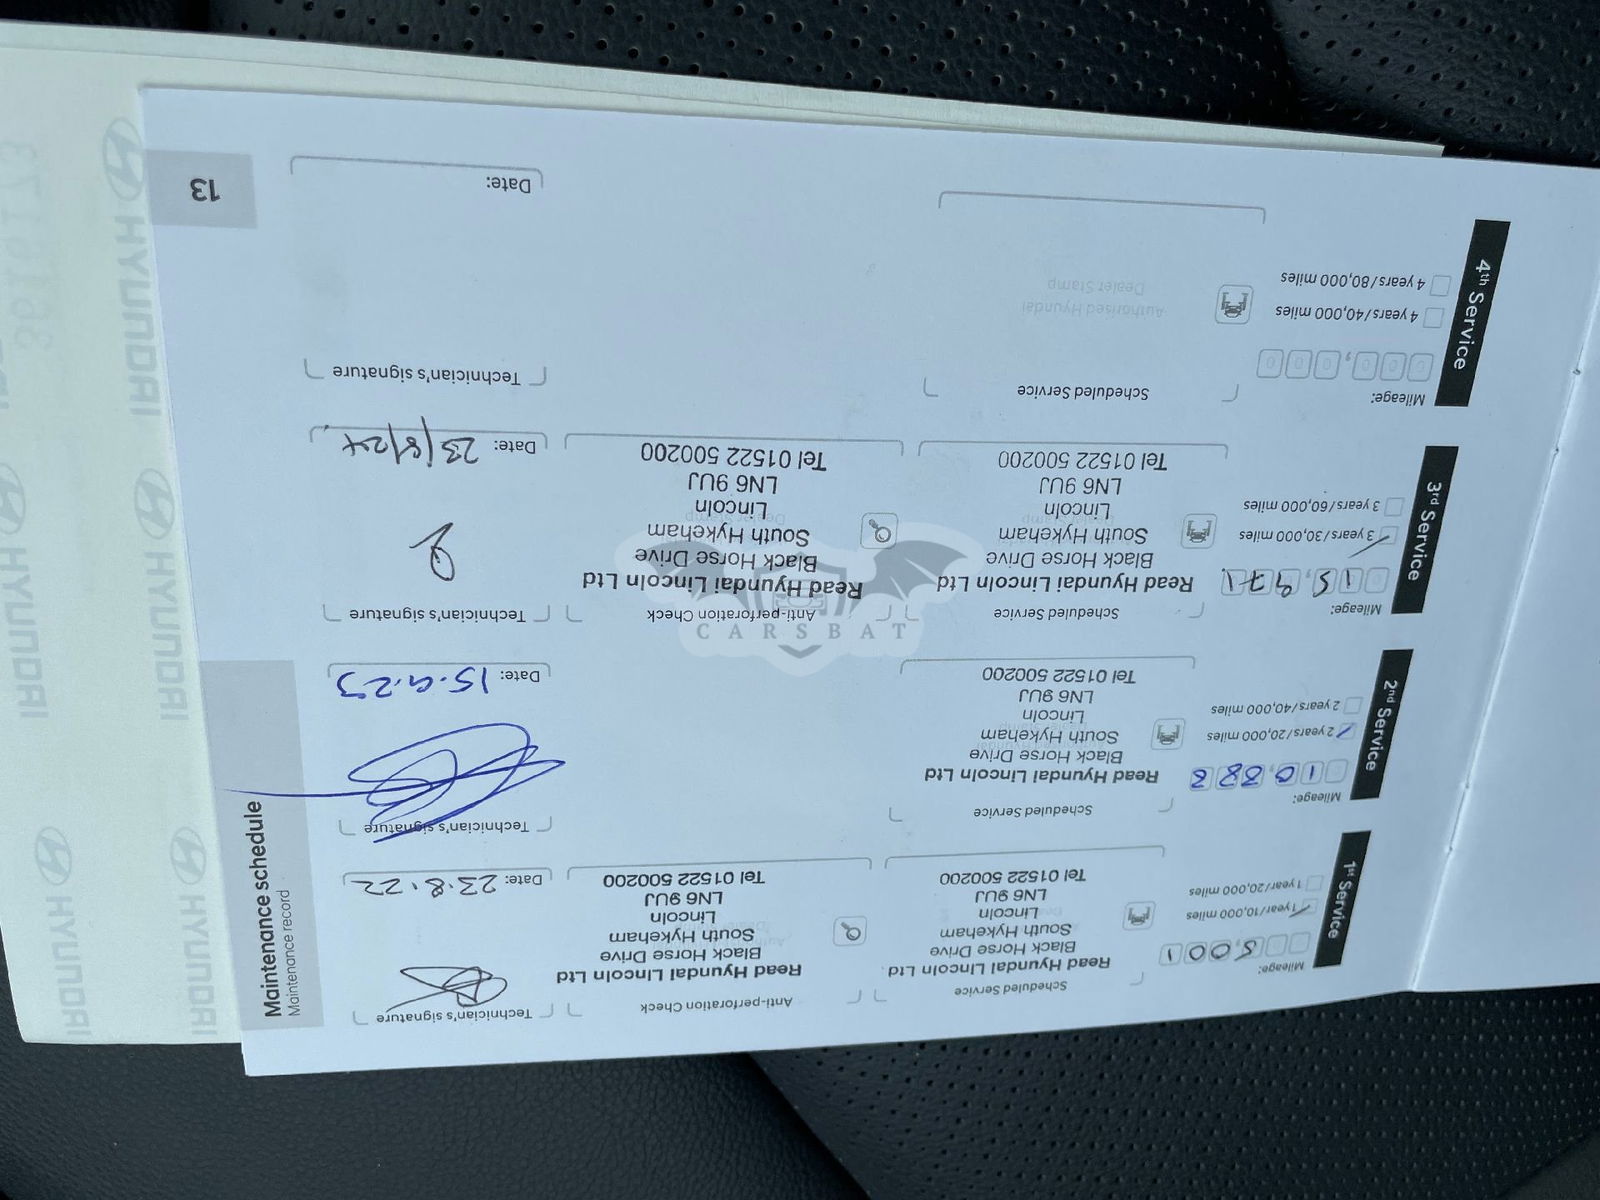 Maintenance schedule
Maintenance record
1st Service
Mileage:
5,001
1 year/10,000 miles
1 year/20,000 miles
Scheduled Service
Read Hyundai Lincoln Ltd
Black Horse Drive
South Hykeham
Lincoln
LN6 9UJ
Tel 01522 500200
Anti-perforation Check
Read Hyundai Lincoln Ltd
Black Horse Drive
South Hykeham
Lincoln
LN6 9UJ
Tel 01522 500200
Technician's signature
Date: 23.8.22
2nd Service
Mileage:
2 years/20,000 miles
2 years/40,000 miles
Scheduled Service
Read Hyundai Lincoln Ltd
Black Horse Drive
South Hykeham
Lincoln
LN6 9UJ
Tel 01522 500200
Technician's signature
Date: 15.9.23
3rd Service
Mileage:
15,971
3 years/30,000 miles
3 years/60,000 miles
Scheduled Service
Read Hyundai Lincoln Ltd
Black Horse Drive
South Hykeham
Lincoln
LN6 9UJ
Tel 01522 500200
Anti-perforation Check
Read Hyundai Lincoln Ltd
Black Horse Drive
South Hykeham
Lincoln
LN6 9UJ
Tel 01522 500200
Technician's signature
Date: 23/8/24
4th Service
Mileage:
000,000
4 years/40,000 miles
4 years/80,000 miles
Scheduled Service
Authorised Hyundai
Dealer Stamp
Technician's signature
Date:
13
HYUNDAI
HYUNDAI
HYUNDAI
HYUNDAI
HYUNDAI
CARSBAT